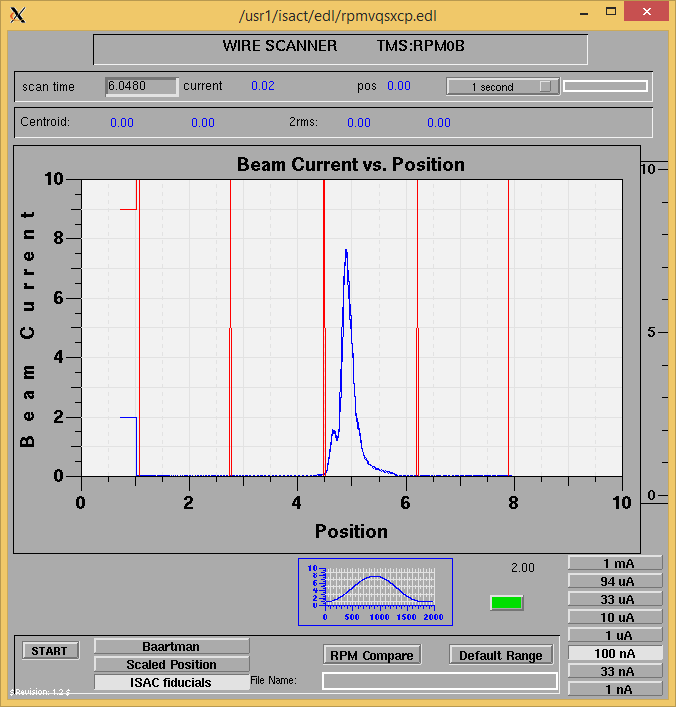 /usr1/isact/edl/rpmvqsxcp.edl
WIRE SCANNER TMS:RPM0B
scan time 6.0480 current 0.02 pos 0.00 1 second
Centroid: 0.00 0.00 2rms: 0.00 0.00
Beam Current vs. Position
Beam Current
10
8
6
4
2
0
0 2 4 6 8 10
Position
10
5
0
10
8
6
4
2
0
0 500 1000 1500 2000
2.00
1 mA
94 uA
33 uA
10 uA
1 uA
100 nA
33 nA
1 nA
START
Baartman
Scaled Position
ISAC fiducials
RPM Compare Default Range
File Name:
$Revision: 1.2 $